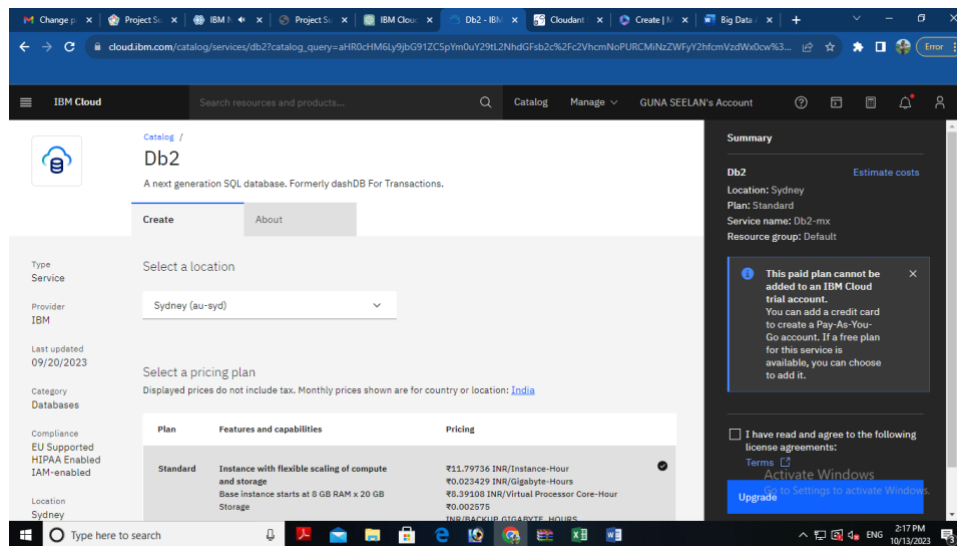 Change p
Project Su
IBM N
Project Su
IBM Clou
Db2 - IBM
Cloudant
Create | M
Big Data
cloud.ibm.com/catalog/services/db2?catalog_query=
Error
IBM Cloud
Search resources and products...
Catalog
Manage
GUNA SEELAN's Account
Catalog /
Db2
A next generation SQL database. Formerly dashDB For Transactions.
Create
About
Type
Service
Provider
IBM
Last updated
09/20/2023
Category
Databases
Compliance
EU Supported
HIPAA Enabled
IAM-enabled
Location
Sydney
Select a location
Sydney (au-syd)
Select a pricing plan
Displayed prices do not include tax. Monthly prices shown are for country or location: India
Plan
Features and capabilities
Pricing
Standard
Instance with flexible scaling of compute
and storage
Base instance starts at 8 GB RAM x 20 GB
Storage
₹11.79736 INR/Instance-Hour
₹0.023429 INR/Gigabyte-Hours
₹8.39108 INR/Virtual Processor Core-Hour
₹0.002575
INR/BACKUP GIGABYTE_HOURS
Summary
Db2
Estimate costs
Location: Sydney
Plan: Standard
Service name: Db2-mx
Resource group: Default
This paid plan cannot be
added to an IBM Cloud
trial account.
You can add a credit card
to create a Pay-As-You-
Go account. If a free plan
for this service is
available, you can choose
to add it.
I have read and agree to the following
license agreements:
Terms
Activate Windows
Go to Settings to activate Windows.
Upgrade
Type here to search
ENG
2:17 PM
10/13/2023
3